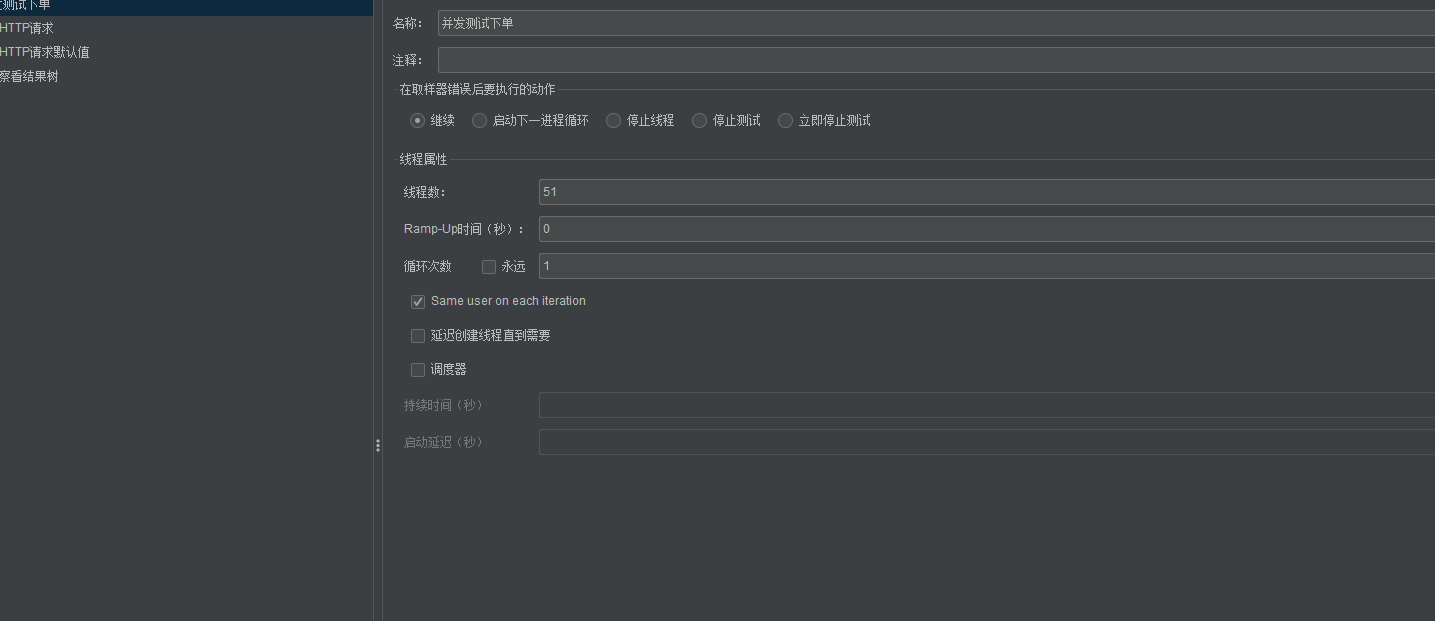 测试下单
HTTP请求
HTTP请求默认值
察看结果树
名称：
并发测试下单
注释：
在取样器错误后要执行的动作
继续 启动下一进程循环 停止线程 停止测试 立即停止测试
线程属性
线程数： 51
Ramp-Up时间（秒）： 0
循环次数 永远 1
Same user on each iteration
延迟创建线程直到需要
调度器
持续时间（秒）
启动延迟（秒）